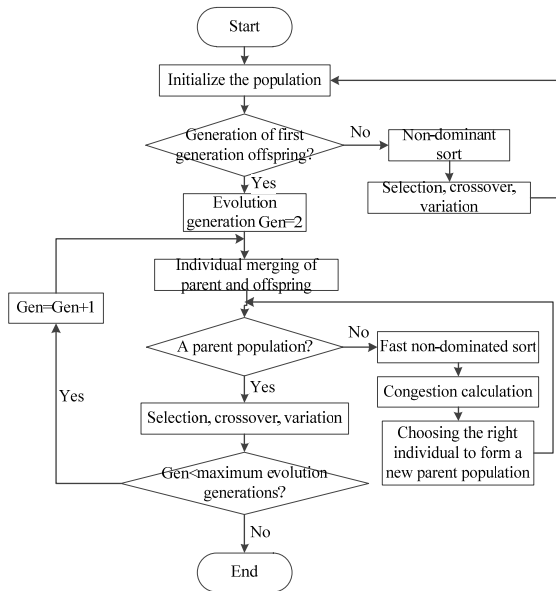 Start
Initialize the population
Generation of first
generation offspring?
No
Non-dominant
sort
Selection, crossover,
variation
Yes
Evolution
generation Gen=2
Individual merging of
parent and offspring
Gen=Gen+1
A parent population?
No
Fast non-dominated sort
Congestion calculation
Choosing the right
individual to form a
new parent population
Yes
Yes
Selection, crossover, variation
Gen<maximum evolution
generations?
No
End